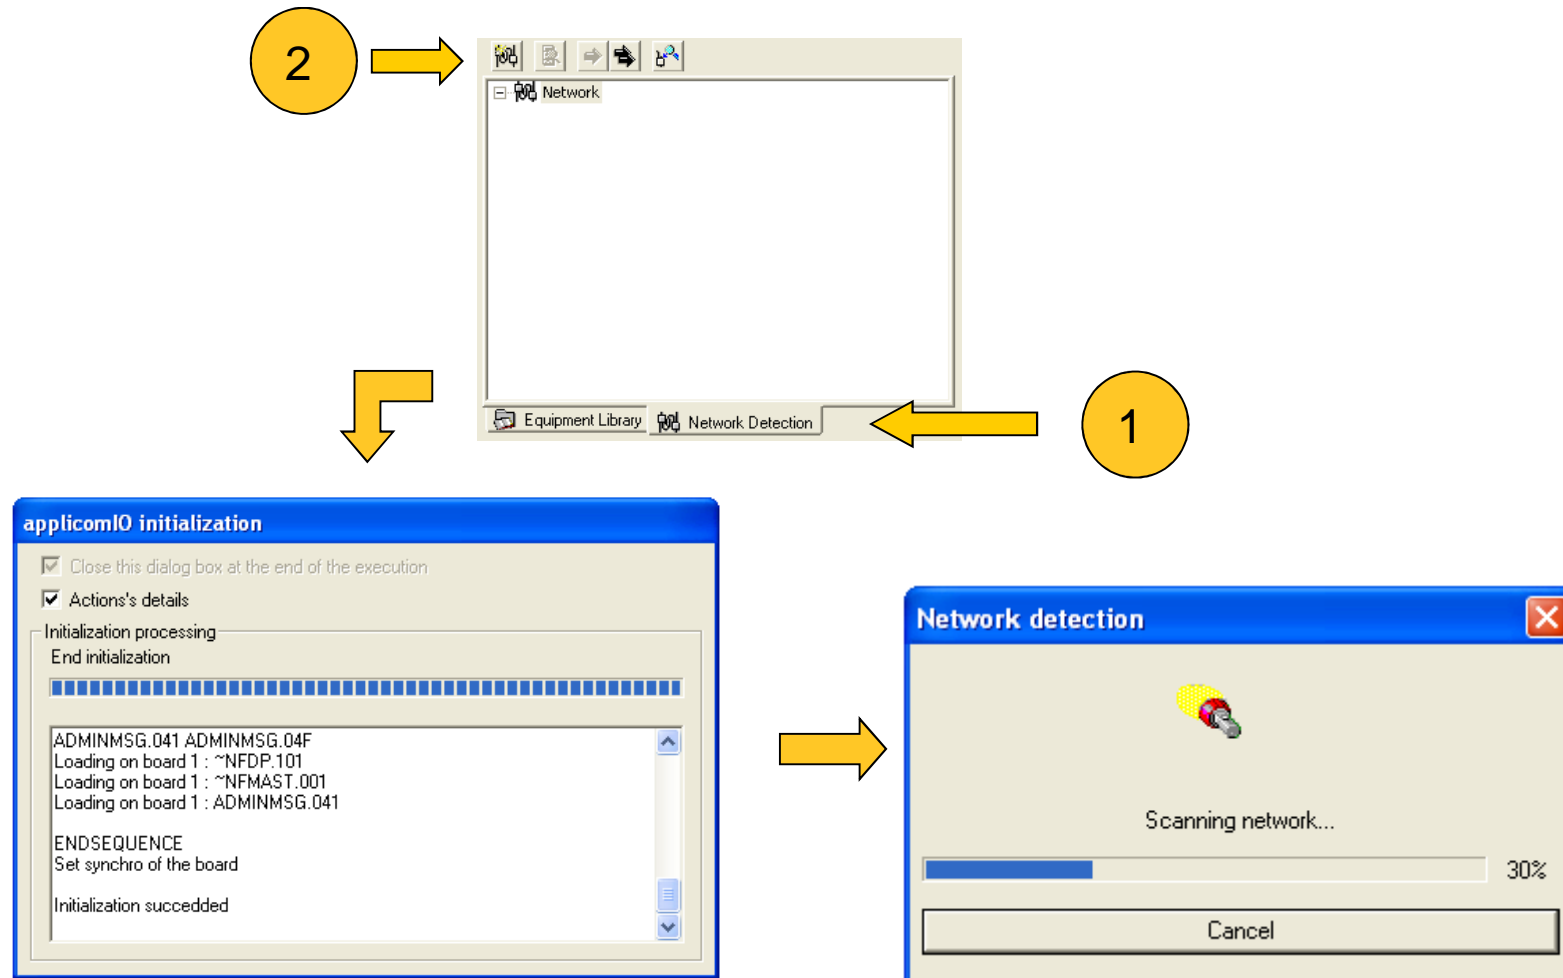 2
Network
Equipment Library
Network Detection
1
applicomIO initialization
Close this dialog box at the end of the execution
Actions's details
Initialization processing
End initialization
ADMINMSG.041 ADMINMSG.04F
Loading on board 1 : ~NFDP.101
Loading on board 1 : ~NFMAST.001
Loading on board 1 : ADMINMSG.041
ENDSEQUENCE
Set synchro of the board
Initialization succedded
Network detection
Scanning network...
30%
Cancel